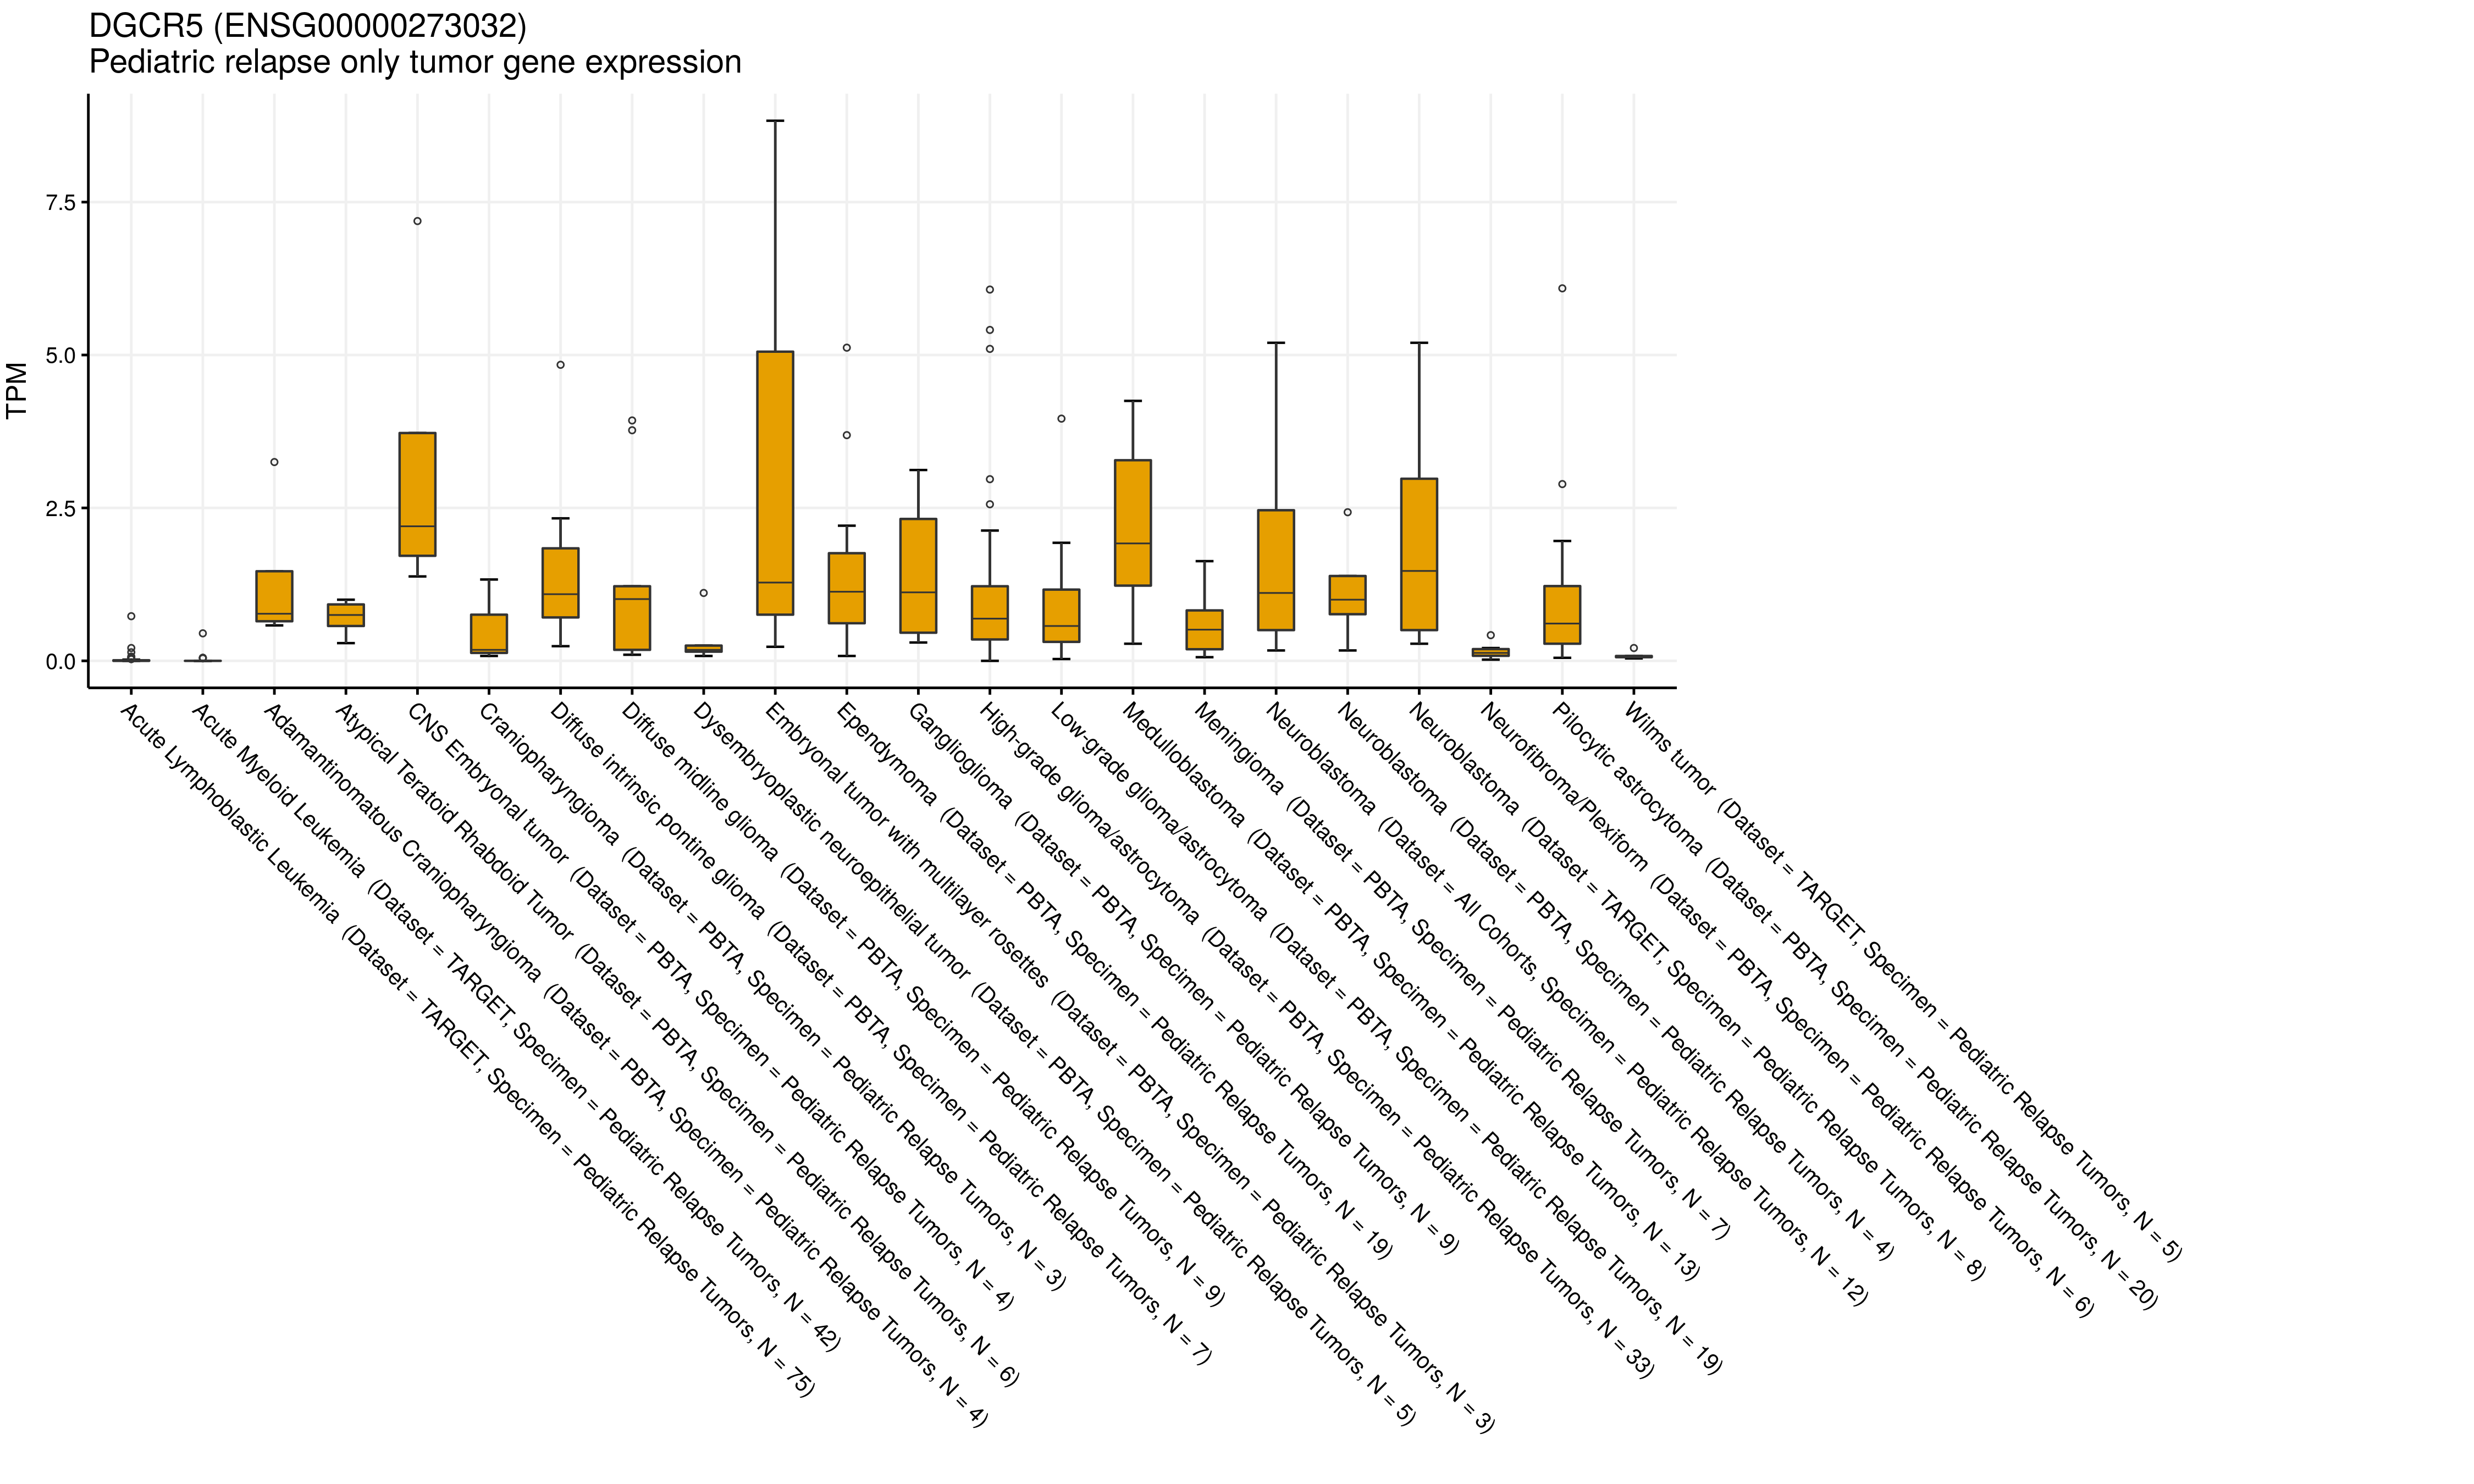 DGCR5 (ENSG00000273032)
Pediatric relapse only tumor gene expression
TPM
7.5
5.0
2.5
0.0
Acute Lymphoblastic Leukemia (Dataset = TARGET, Specimen = Pediatric Relapse Tumors, N = 75)
Acute Myeloid Leukemia (Dataset = TARGET, Specimen = Pediatric Relapse Tumors, N = 42)
Adamantinomatous Craniopharyngioma (Dataset = PBTA, Specimen = Pediatric Relapse Tumors, N = 4)
Atypical Teratoid Rhabdoid Tumor (Dataset = PBTA, Specimen = Pediatric Relapse Tumors, N = 6)
CNS Embryonal tumor (Dataset = PBTA, Specimen = Pediatric Relapse Tumors, N = 4)
Craniopharyngioma (Dataset = PBTA, Specimen = Pediatric Relapse Tumors, N = 3)
Diffuse intrinsic pontine glioma (Dataset = PBTA, Specimen = Pediatric Relapse Tumors, N = 7)
Diffuse midline glioma (Dataset = PBTA, Specimen = Pediatric Relapse Tumors, N = 9)
Dysembryoplastic neuroepithelial tumor (Dataset = PBTA, Specimen = Pediatric Relapse Tumors, N = 5)
Embryonal tumor with multilayer rosettes (Dataset = PBTA, Specimen = Pediatric Relapse Tumors, N = 3)
Ependymoma (Dataset = PBTA, Specimen = Pediatric Relapse Tumors, N = 19)
Ganglioglioma (Dataset = PBTA, Specimen = Pediatric Relapse Tumors, N = 9)
High-grade glioma/astrocytoma (Dataset = PBTA, Specimen = Pediatric Relapse Tumors, N = 33)
Low-grade glioma/astrocytoma (Dataset = PBTA, Specimen = Pediatric Relapse Tumors, N = 19)
Medulloblastoma (Dataset = PBTA, Specimen = Pediatric Relapse Tumors, N = 13)
Meningioma (Dataset = PBTA, Specimen = Pediatric Relapse Tumors, N = 7)
Neuroblastoma (Dataset = All Cohorts, Specimen = Pediatric Relapse Tumors, N = 12)
Neuroblastoma (Dataset = PBTA, Specimen = Pediatric Relapse Tumors, N = 4)
Neuroblastoma (Dataset = TARGET, Specimen = Pediatric Relapse Tumors, N = 8)
Neurofibroma/Plexiform (Dataset = PBTA, Specimen = Pediatric Relapse Tumors, N = 6)
Pilocytic astrocytoma (Dataset = PBTA, Specimen = Pediatric Relapse Tumors, N = 20)
Wilms tumor (Dataset = TARGET, Specimen = Pediatric Relapse Tumors, N = 5)